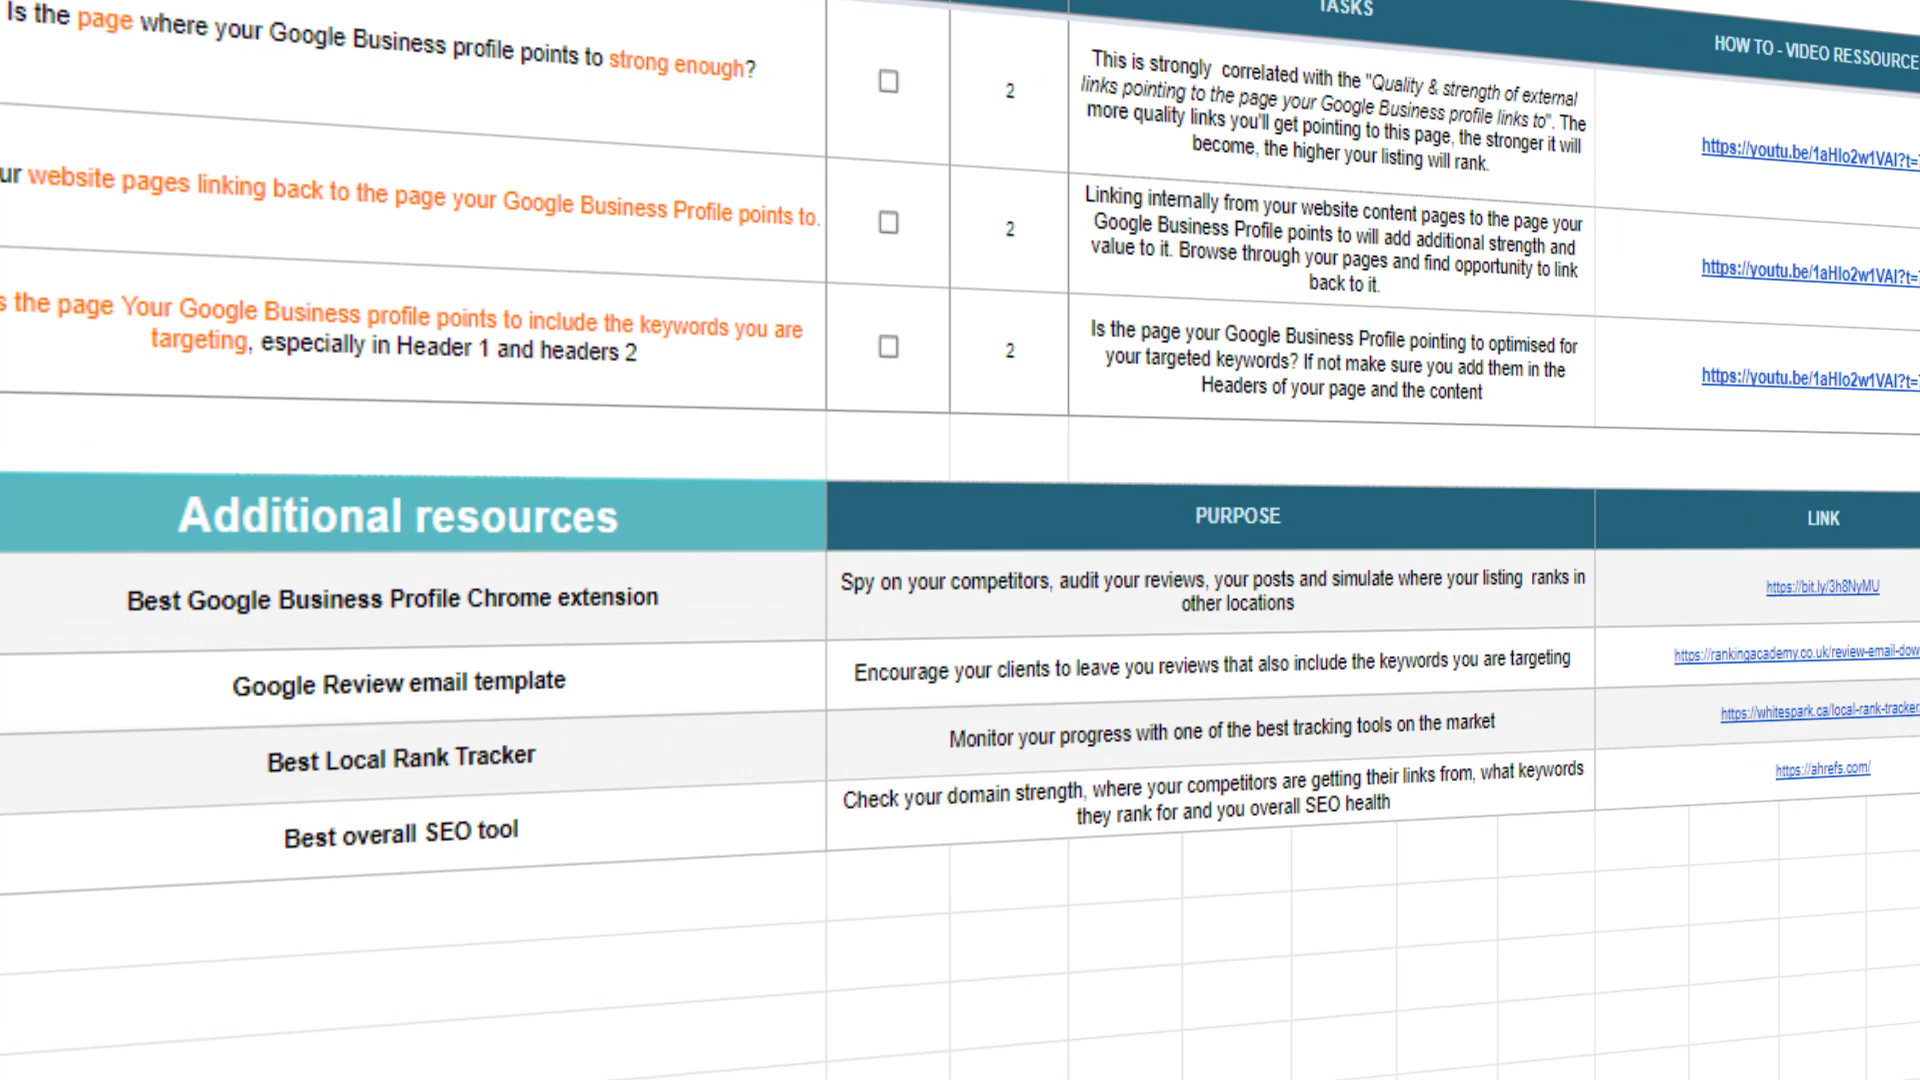 TASKS
HOW TO - VIDEO RESSOURCE
Is the page where your Google Business profile points to strong enough?
2
This is strongly correlated with the "Quality & strength of external
links pointing to the page your Google Business profile links to". The
more quality links you'll get pointing to this page, the stronger it will
become, the higher your listing will rank.
https://youtu.be/1aHlo2w1VAI?t=
website pages linking back to the page your Google Business Profile points to.
2
Linking internally from your website content pages to the page your
Google Business Profile points to will add additional strength and
value to it. Browse through your pages and find opportunity to link
back to it.
https://youtu.be/1aHlo2w1VAI?t=
the page Your Google Business profile points to include the keywords you are
targeting, especially in Header 1 and headers 2
2
Is the page your Google Business Profile pointing to optimised for
your targeted keywords? If not make sure you add them in the
Headers of your page and the content
https://youtu.be/1aHlo2w1VAI?t=
Additional resources
PURPOSE
LINK
Best Google Business Profile Chrome extension
Spy on your competitors, audit your reviews, your posts and simulate where your listing ranks in
other locations
https://bit.ly/3h8NyMU
Google Review email template
Encourage your clients to leave you reviews that also include the keywords you are targeting
https://rankingacademy.co.uk/review-email-dow
Best Local Rank Tracker
Monitor your progress with one of the best tracking tools on the market
https://whitespark.ca/local-rank-tracker
Best overall SEO tool
Check your domain strength, where your competitors are getting their links from, what keywords
they rank for and you overall SEO health
https://ahrefs.com/